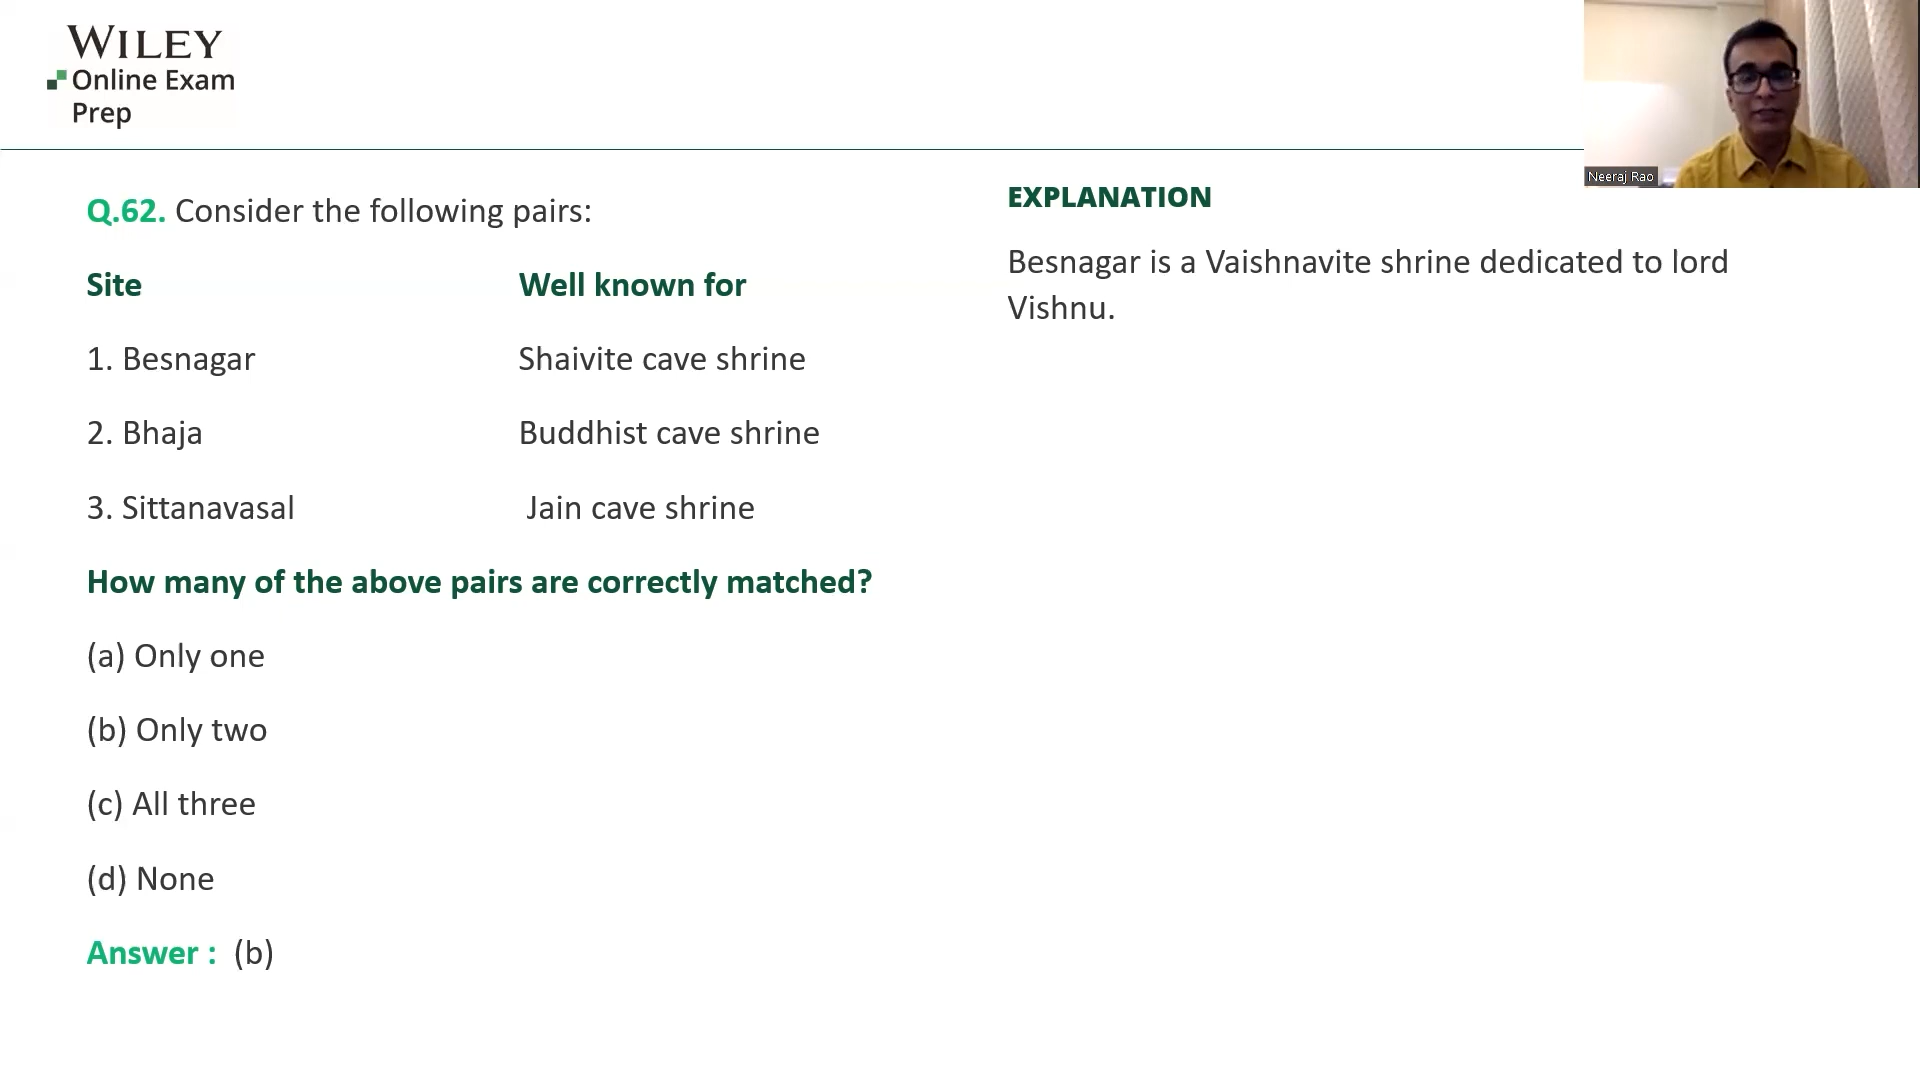 WILEY
Online Exam
Prep
Neeraj Rao
Q.62. Consider the following pairs:
Site Well known for
1. Besnagar Shaivite cave shrine
2. Bhaja Buddhist cave shrine
3. Sittanavasal Jain cave shrine
How many of the above pairs are correctly matched?
(a) Only one
(b) Only two
(c) All three
(d) None
Answer : (b)
EXPLANATION
Besnagar is a Vaishnavite shrine dedicated to lord
Vishnu.